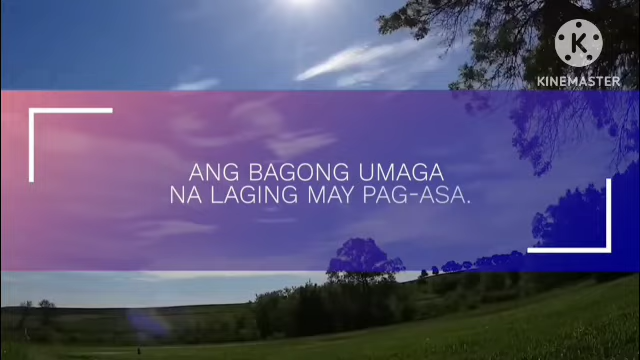 KINEMASTER
ANG BAGONG UMAGA
NA LAGING MAY PAG-ASA.